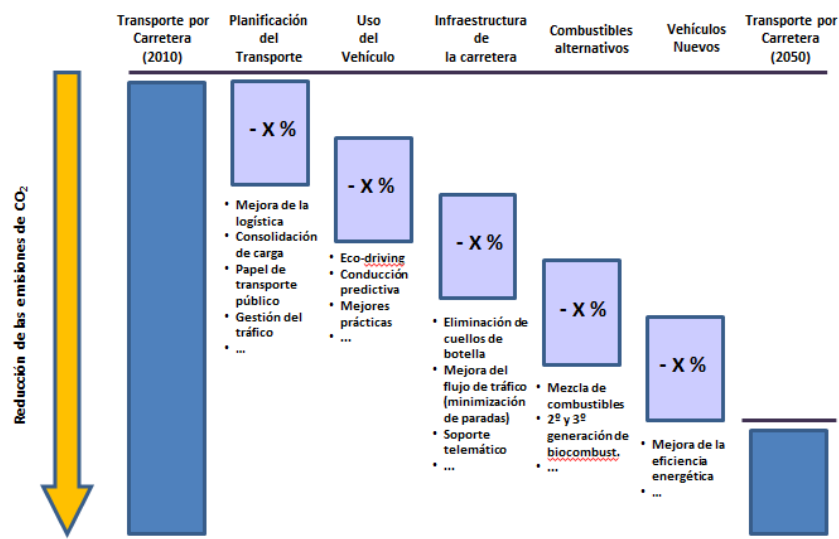 Transporte por
Carretera
(2010)
Planificación
del
Transporte
Uso
del
Vehículo
Infraestructura
de
la carretera
Combustibles
alternativos
Vehículos
Nuevos
Transporte por
Carretera
(2050)
Reducción de las emisiones de CO2
- X %
• Mejora de la
logística
• Consolidación
de carga
• Papel de
transporte
público
• Gestión del
tráfico
• ...
- X %
• Eco-driving
• Conducción
predictiva
• Mejores
prácticas
• ...
- X %
• Eliminación de
cuellos de
botella
• Mejora del
flujo de tráfico
(minimización
de paradas)
• Soporte
telemático
• ...
- X %
• Mezcla de
combustibles
• 2º y 3º
generación de
biocombust.
• ...
- X %
• Mejora de la
eficiencia
energética
• ...